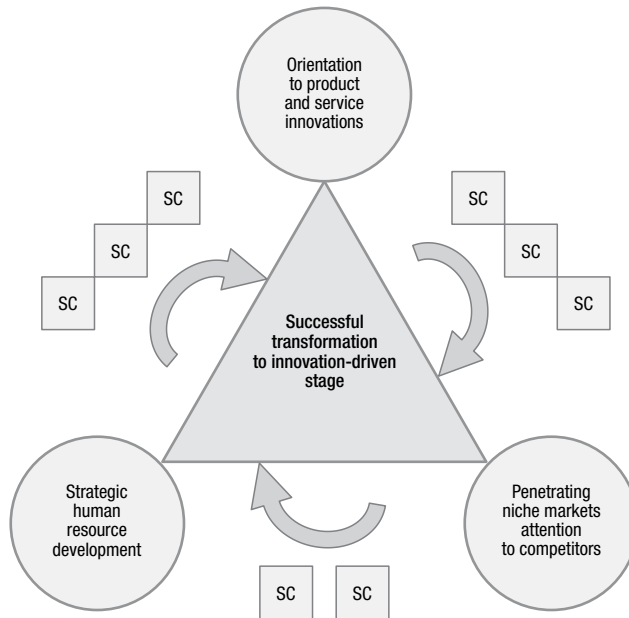 Orientation
to product
and service
innovations
SC
SC
SC
SC
SC
SC
Successful
transformation
to innovation-driven
stage
Strategic
human
resource
development
Penetrating
niche markets
attention
to competitors
SC
SC